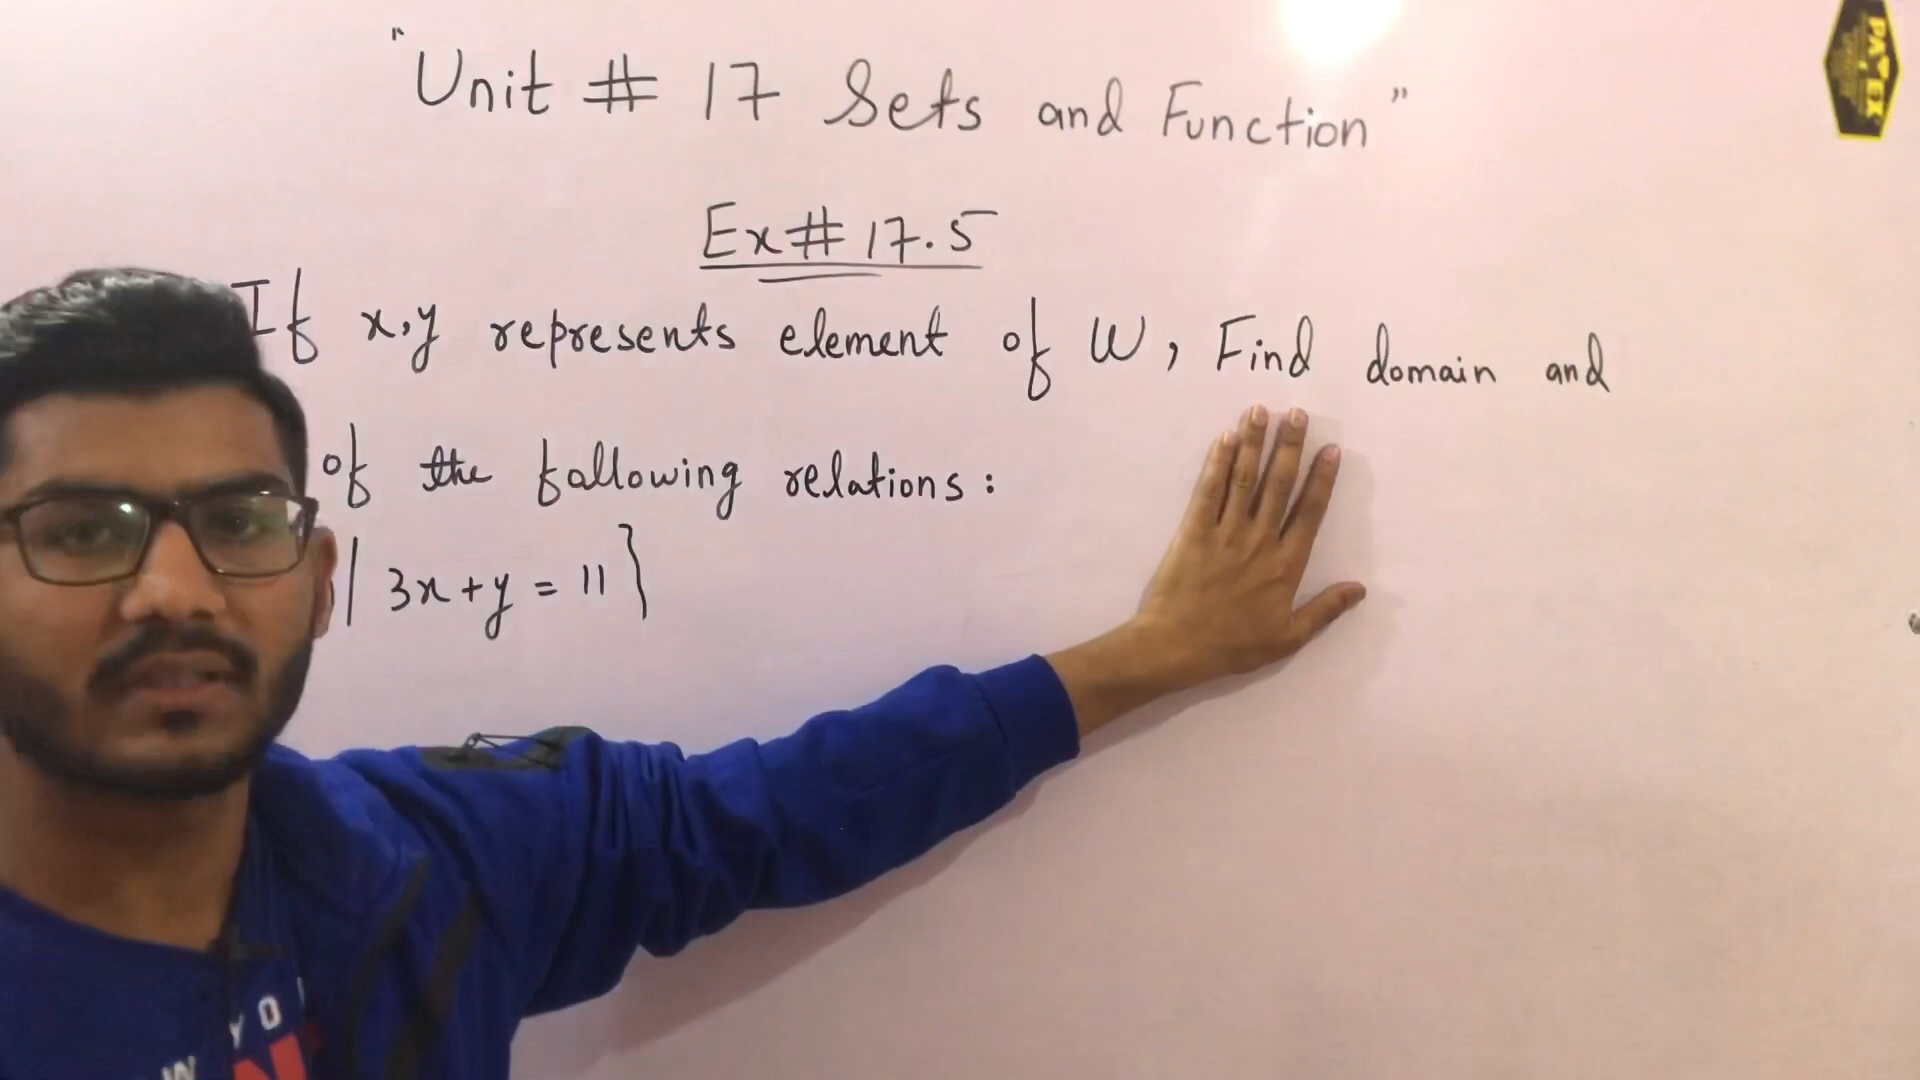 "Unit # 17 Sets and Function"
Ex# 17.5
If x,y represents element of W, Find domain and
of the following relations:
| 3x+y = 11 }
PAYEX